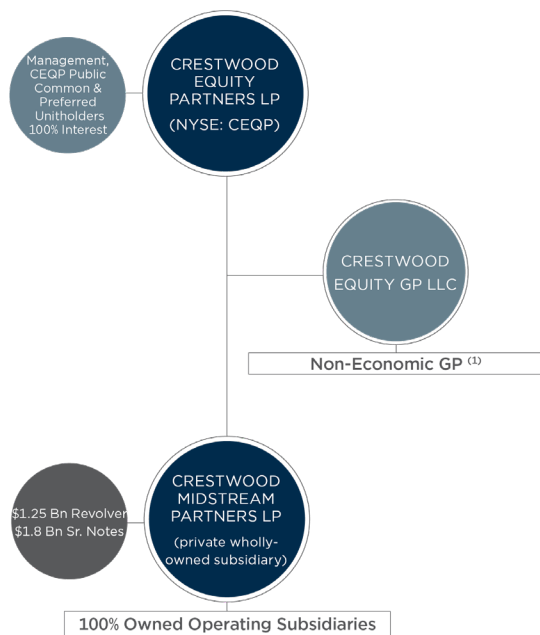 Management,
CEQP Public
Common &
Preferred
Unitholders
100% Interest
CRESTWOOD
EQUITY
PARTNERS LP
(NYSE: CEQP)
CRESTWOOD
EQUITY GP LLC
Non-Economic GP (1)
$1.25 Bn Revolver
$1.8 Bn Sr. Notes
CRESTWOOD
MIDSTREAM
PARTNERS LP
(private wholly-
owned subsidiary)
100% Owned Operating Subsidiaries